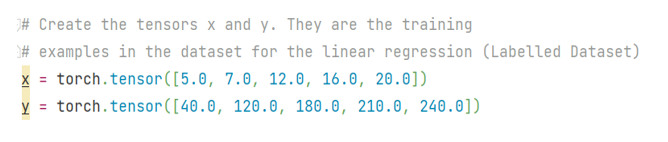 # Create the tensors x and y. They are the training
# examples in the dataset for the linear regression (Labelled Dataset)
x = torch.tensor([5.0, 7.0, 12.0, 16.0, 20.0])
y = torch.tensor([40.0, 120.0, 180.0, 210.0, 240.0])